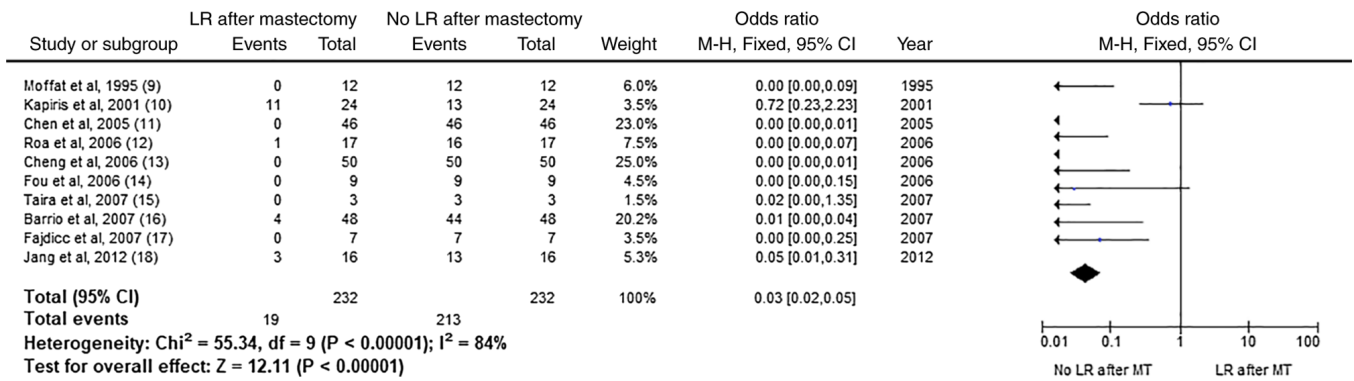 LR after mastectomy No LR after mastectomy Odds ratio Odds ratio
Study or subgroup Events Total Events Total Weight M-H, Fixed, 95% CI Year M-H, Fixed, 95% CI
Moffat et al, 1995 (9) 0 12 12 12 6.0% 0.00 [0.00,0.09] 1995
Kapiris et al, 2001 (10) 11 24 13 24 3.5% 0.72 [0.23,2.23] 2001
Chen et al, 2005 (11) 0 46 46 46 23.0% 0.00 [0.00,0.01] 2005
Roa et al, 2006 (12) 1 17 16 17 7.5% 0.00 [0.00,0.07] 2006
Cheng et al, 2006 (13) 0 50 50 50 25.0% 0.00 [0.00,0.01] 2006
Fou et al, 2006 (14) 0 9 9 9 4.5% 0.00 [0.00,0.15] 2006
Taira et al, 2007 (15) 0 3 3 3 1.5% 0.02 [0.00,1.35] 2007
Barrio et al, 2007 (16) 4 48 44 48 20.2% 0.01 [0.00,0.04] 2007
Fajdicc et al, 2007 (17) 0 7 7 7 3.5% 0.00 [0.00,0.25] 2007
Jang et al, 2012 (18) 3 16 13 16 5.3% 0.05 [0.01,0.31] 2012
Total (95% CI) 232 232 100% 0.03 [0.02,0.05]
Total events 19 213
Heterogeneity: Chi² = 55.34, df = 9 (P < 0.00001); I² = 84%
Test for overall effect: Z = 12.11 (P < 0.00001)
0.01 0.1 1 10 100
No LR after MT LR after MT